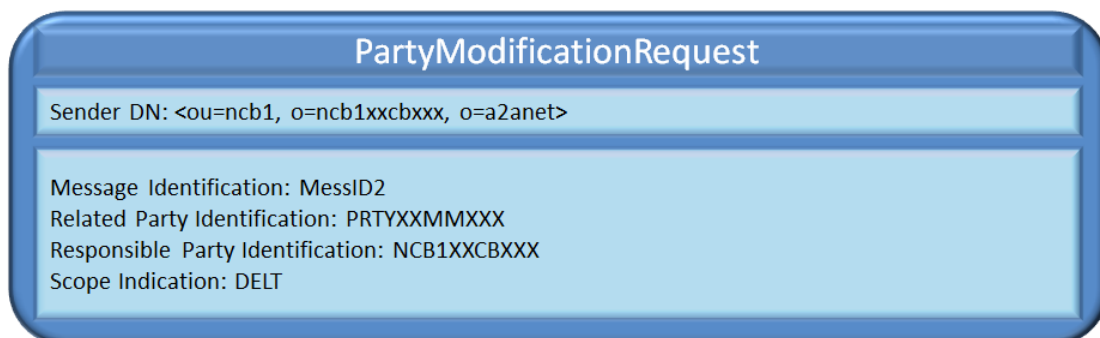 PartyModificationRequest
Sender DN: <ou=ncb1, o=ncb1xxcbxxx, o=a2anet>
Message Identification: MessID2
Related Party Identification: PRTYXXMMXXX
Responsible Party Identification: NCB1XXCBXXX
Scope Indication: DELT